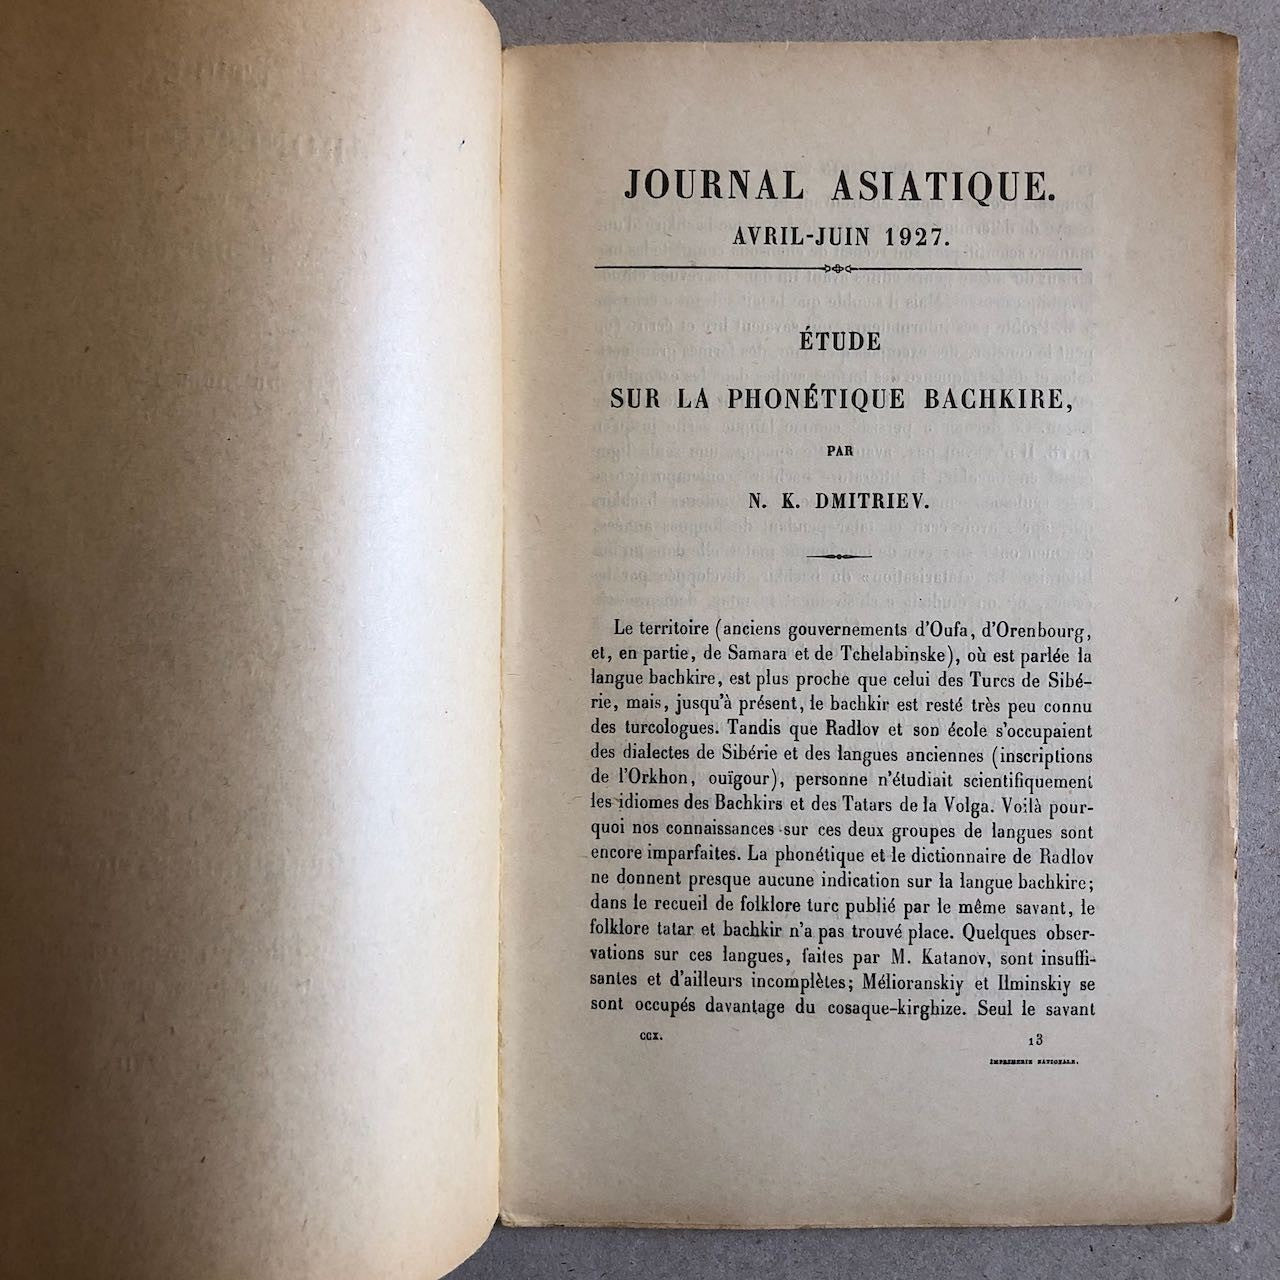 JOURNAL ASIATIQUE.
AVRIL-JUIN 1927.
ÉTUDE
SUR LA PHONÉTIQUE BACHKIRE,
PAR
N. K. DMITRIEV.
Le territoire (anciens gouvernements d'Oufa, d'Orenbourg,
et, en partie, de Samara et de Tchelabinske), où est parlée la
langue bachkire, est plus proche que celui des Turcs de Sibé-
rie, mais, jusqu'à présent, le bachkir est resté très peu connu
des turcologues. Tandis que Radlov et son école s'occupaient
des dialectes de Sibérie et des langues anciennes (inscriptions
de l'Orkhon, ouïgour), personne n'étudiait scientifiquement
les idiomes des Bachkirs et des Tatars de la Volga. Voilà pour-
quoi nos connaissances sur ces deux groupes de langues sont
encore imparfaites. La phonétique et le dictionnaire de Radlov
ne donnent presque aucune indication sur la langue bachkire;
dans le recueil de folklore turc publié par le même savant, le
folklore tatar et bachkir n'a pas trouvé place. Quelques obser-
vations sur ces langues, faites par M. Katanov, sont insuffi-
santes et d'ailleurs incomplètes; Mélioranskiy et Ilminskiy se
sont occupés davantage du cosaque-kirghize. Seul le savant
CCX. 13
IMPRIMERIE NATIONALE.